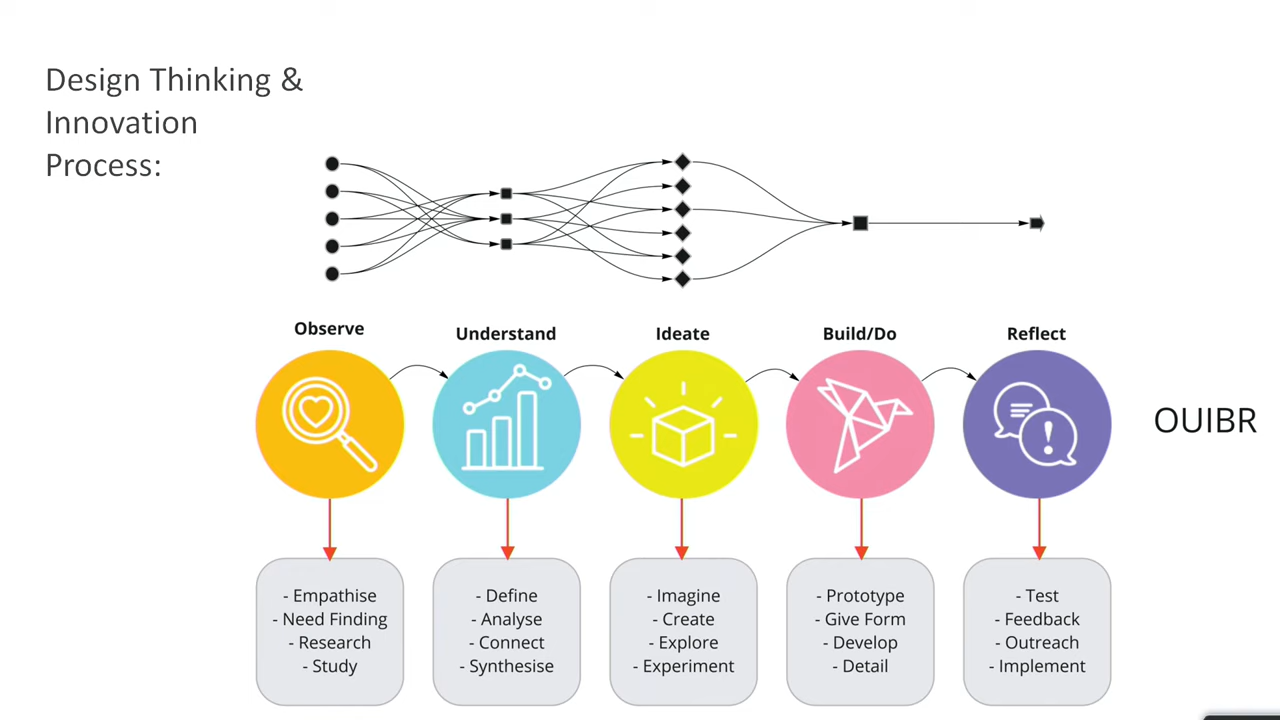 Design Thinking &
Innovation
Process:
Observe
Understand
Ideate
Build/Do
Reflect
OUIBR
- Empathise
- Need Finding
- Research
- Study
- Define
- Analyse
- Connect
- Synthesise
- Imagine
- Create
- Explore
- Experiment
- Prototype
- Give Form
- Develop
- Detail
- Test
- Feedback
- Outreach
- Implement